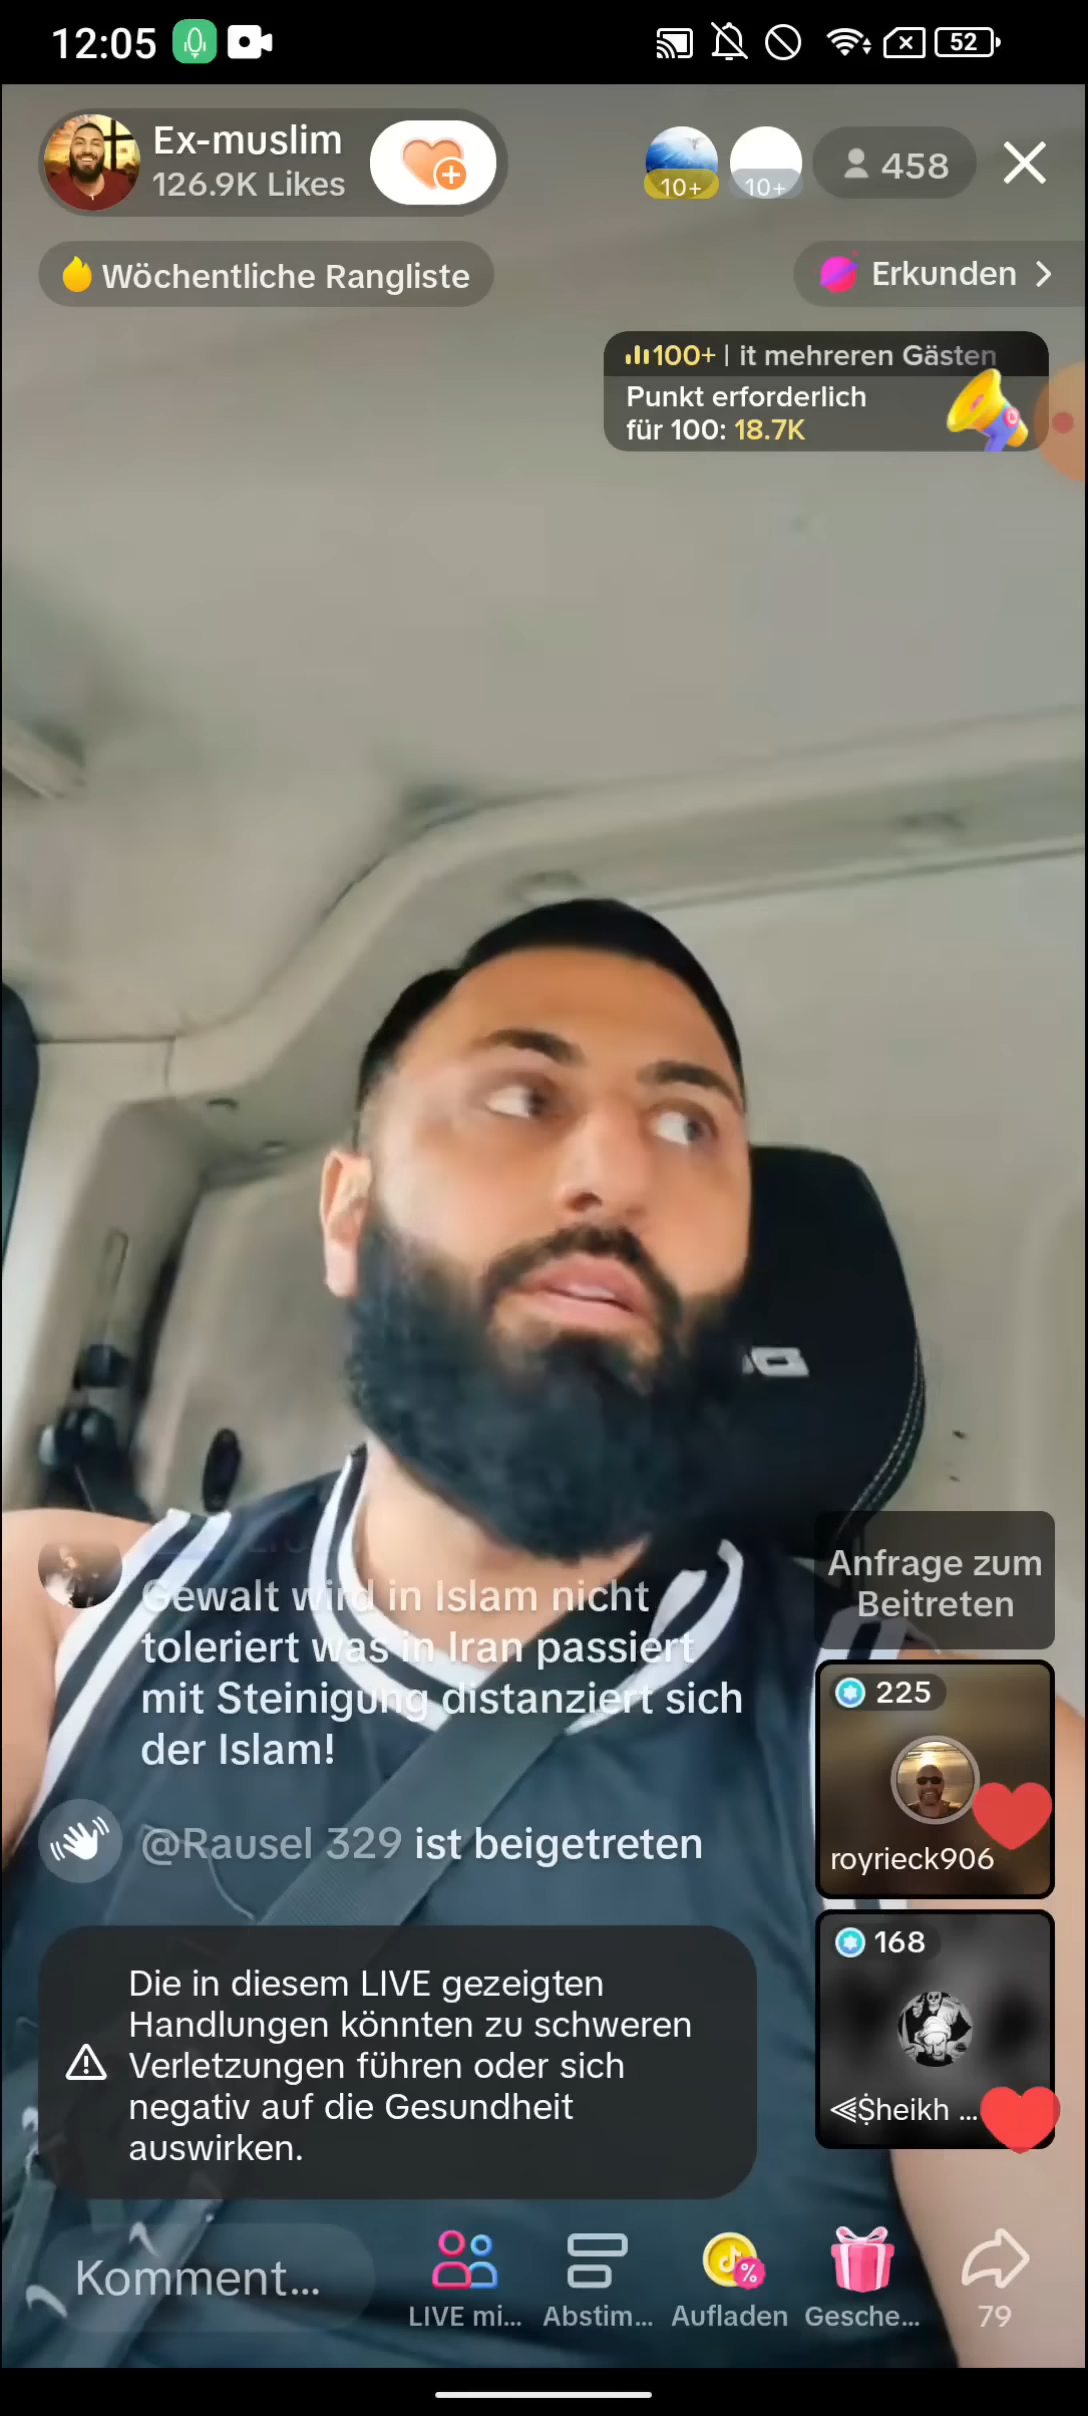 12:05
52
Ex-muslim
126.9K Likes
10+
10+
458
Wöchentliche Rangliste
Erkunden
100+ | it mehreren Gästen
Punkt erforderlich
für 100: 18.7K
Gewalt wird in Islam nicht
toleriert was in Iran passiert
mit Steinigung distanziert sich
der Islam!
@Rausel 329 ist beigetreten
Anfrage zum
Beitreten
225
royrieck906
168
⪡Ṩheikh ...
Die in diesem LIVE gezeigten
Handlungen könnten zu schweren
Verletzungen führen oder sich
negativ auf die Gesundheit
auswirken.
Komment...
LIVE mi...
Abstim...
Aufladen
Gesche...
79